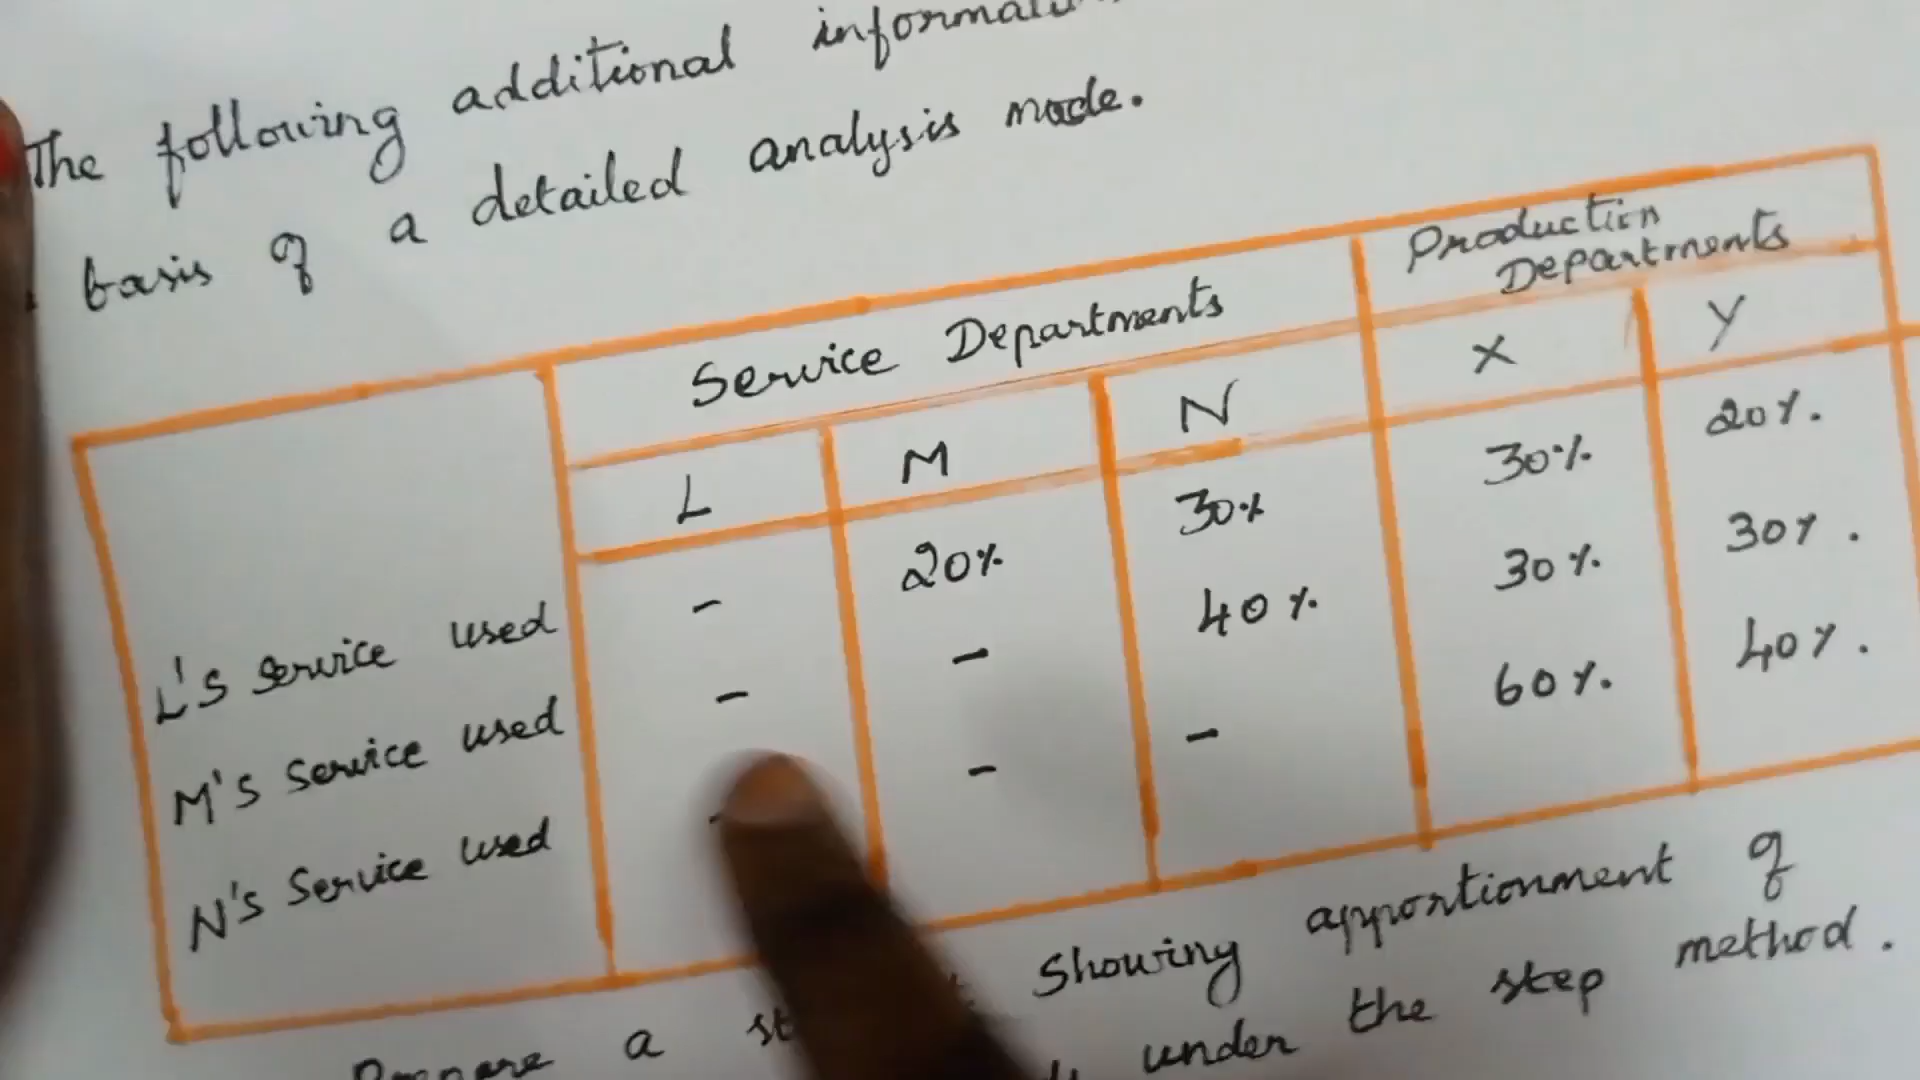 The following additional
basis of a detailed analysis made.
Service Departments Production Departments
L M N X Y
L's service used - 20% 30% 30% 20%.
M's service used - - 40% 30% 30%.
N's service used - - - 60%. 40%.
Prepare a showing apportionment of
under the step method.